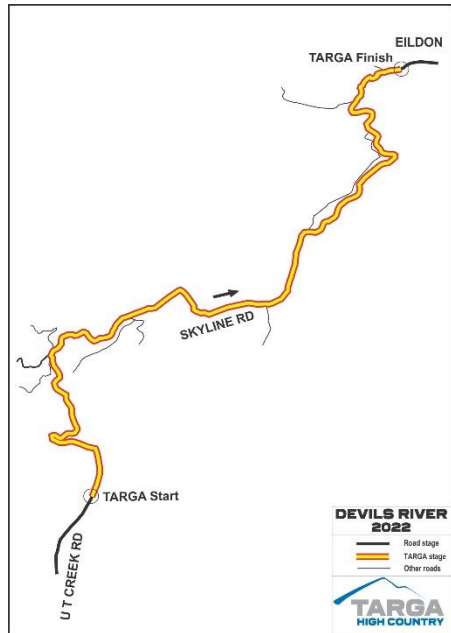 EILDON
TARGA Finish
SKYLINE RD
TARGA Start
U T CREEK RD
DEVILS RIVER
2022
Road stage
TARGA stage
Other roads
TARGA
HIGH COUNTRY